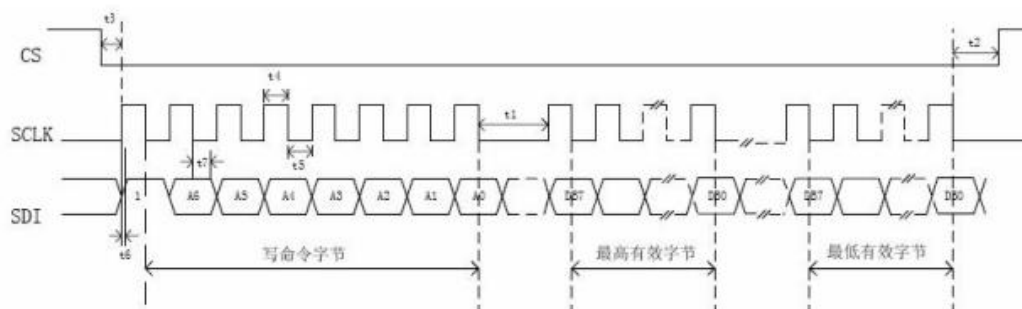 t3
t2
CS
t4
t1
SCLK
t7
t5
1 A6 A5 A4 A3 A2 A1 A0 DB7 DB0 DB7 DB0
SDI
t6
写命令字节 最高有效字节 最低有效字节